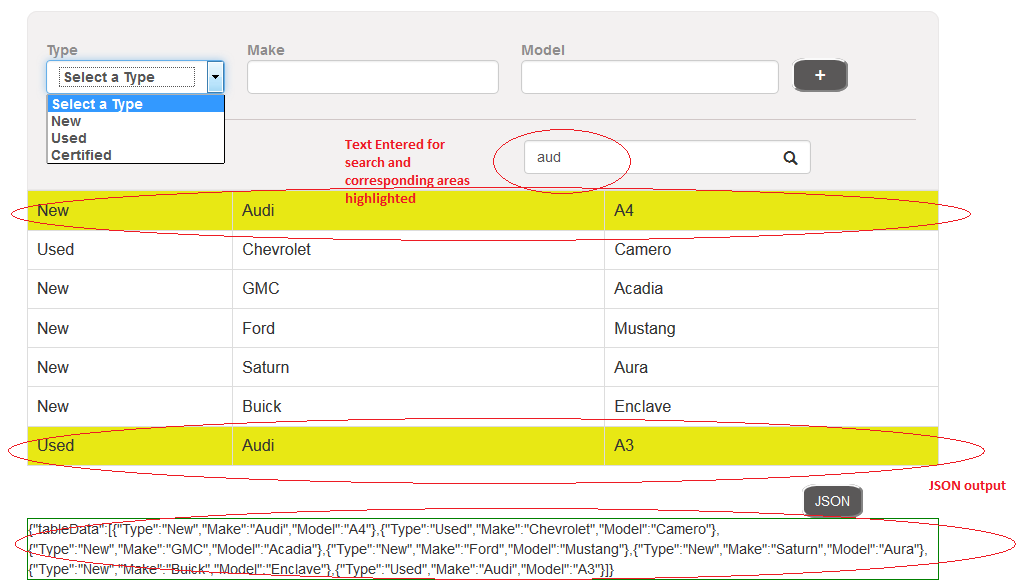 Type Make Model
Select a Type
+
Select a Type
New
Used
Certified
Text Entered for
search and
corresponding areas
highlighted
aud
New Audi A4
Used Chevrolet Camero
New GMC Acadia
New Ford Mustang
New Saturn Aura
New Buick Enclave
Used Audi A3
JSON output
JSON
{"tableData":[{"Type":"New","Make":"Audi","Model":"A4"},{"Type":"Used","Make":"Chevrolet","Model":"Camero"},
{"Type":"New","Make":"GMC","Model":"Acadia"},{"Type":"New","Make":"Ford","Model":"Mustang"},{"Type":"New","Make":"Saturn","Model":"Aura"},
{"Type":"New","Make":"Buick","Model":"Enclave"},{"Type":"Used","Make":"Audi","Model":"A3"}]}